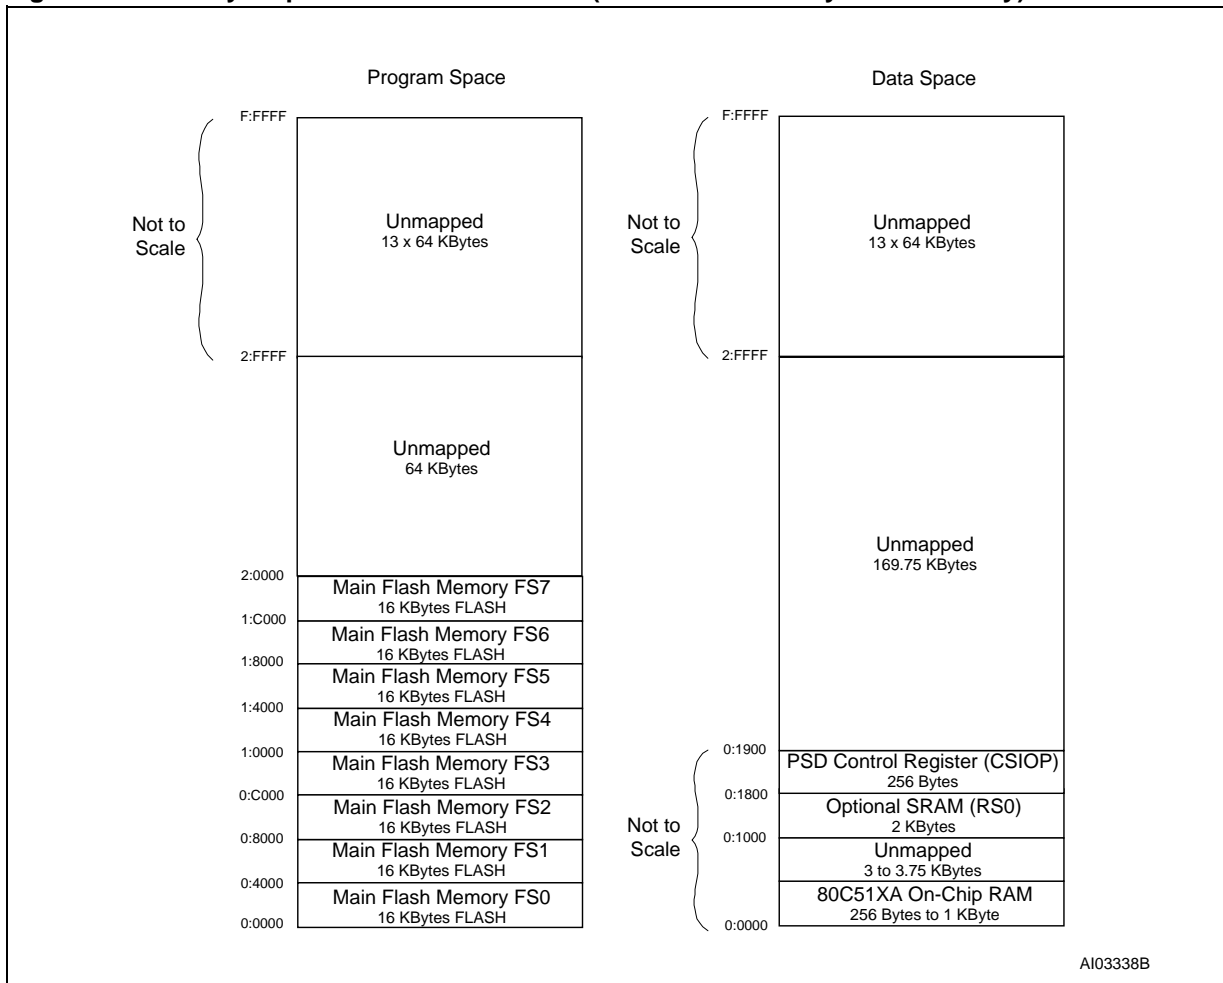 Program Space
F:FFFF
Not to
Scale
Unmapped
13 x 64 KBytes
2:FFFF
Unmapped
64 KBytes
2:0000
Main Flash Memory FS7
16 KBytes FLASH
1:C000
Main Flash Memory FS6
16 KBytes FLASH
1:8000
Main Flash Memory FS5
16 KBytes FLASH
1:4000
Main Flash Memory FS4
16 KBytes FLASH
1:0000
Main Flash Memory FS3
16 KBytes FLASH
0:C000
Main Flash Memory FS2
16 KBytes FLASH
0:8000
Main Flash Memory FS1
16 KBytes FLASH
0:4000
Main Flash Memory FS0
16 KBytes FLASH
0:0000
Data Space
F:FFFF
Not to
Scale
Unmapped
13 x 64 KBytes
2:FFFF
Unmapped
169.75 KBytes
0:1900
PSD Control Register (CSIOP)
256 Bytes
0:1800
Optional SRAM (RS0)
2 KBytes
0:1000
Not to
Scale
Unmapped
3 to 3.75 KBytes
80C51XA On-Chip RAM
256 Bytes to 1 KByte
0:0000
AI03338B